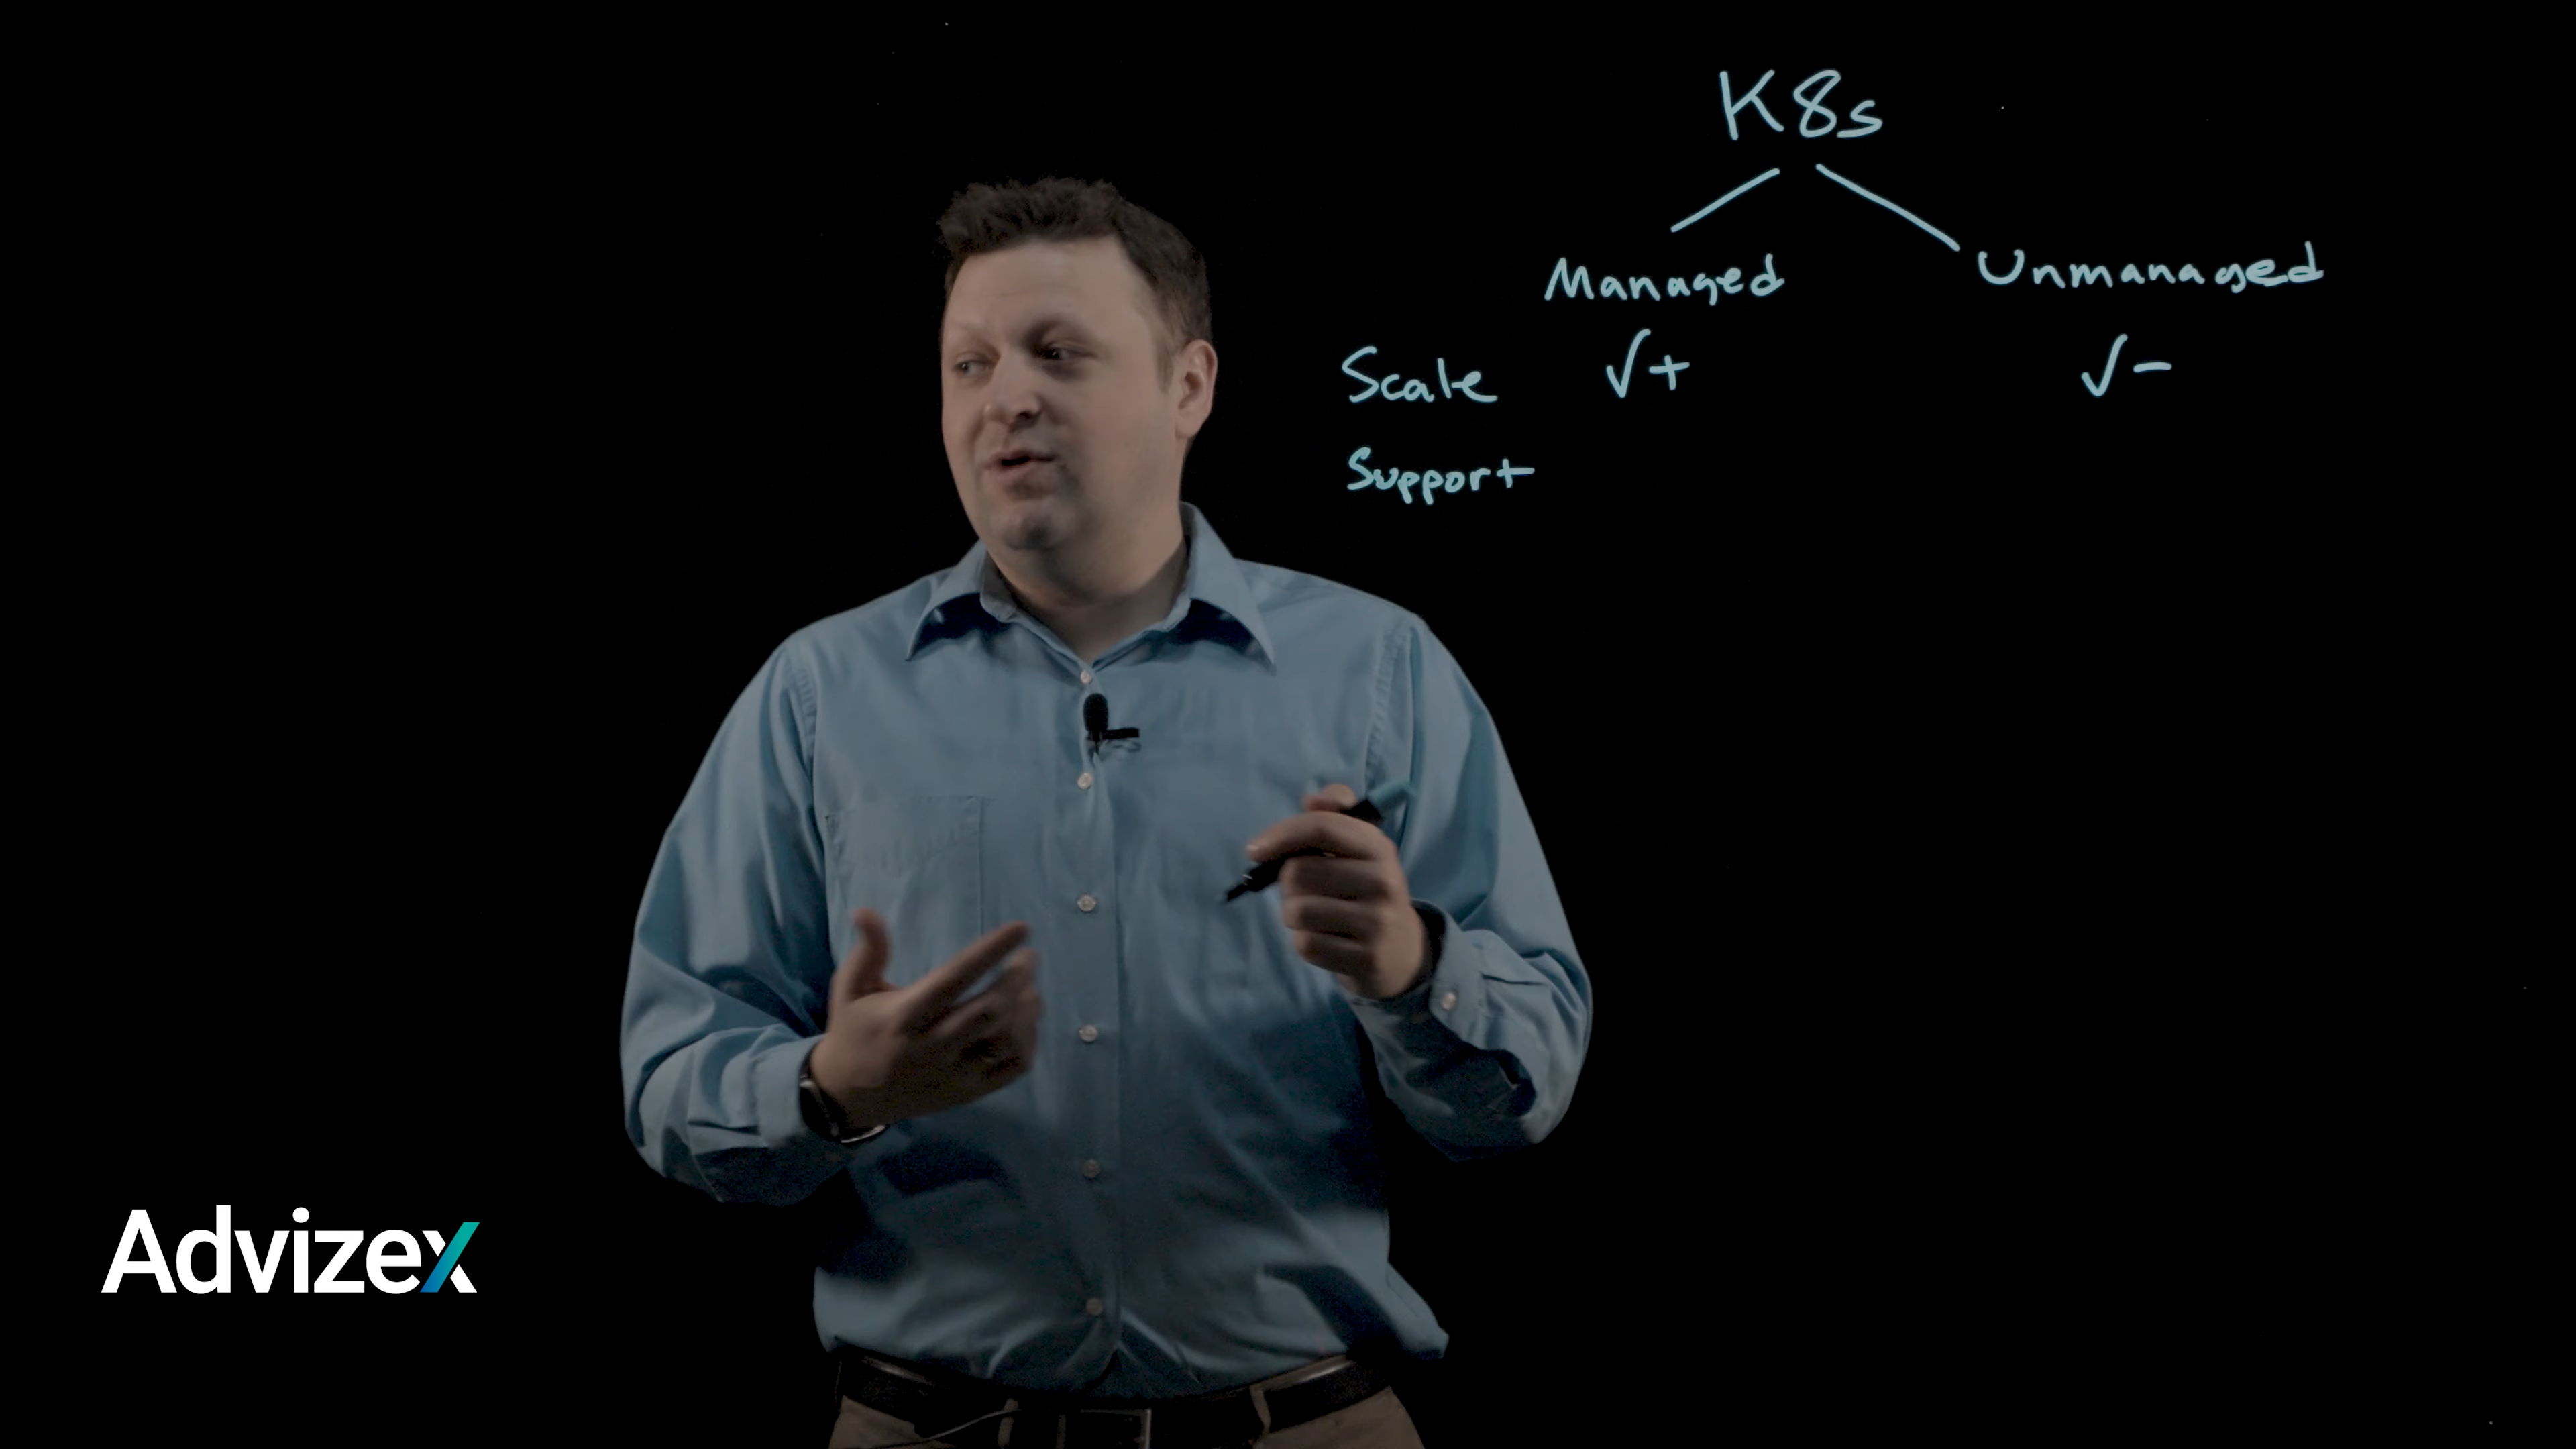 K8s
Managed Unmanaged
Scale √+ √-
Support
Advizex